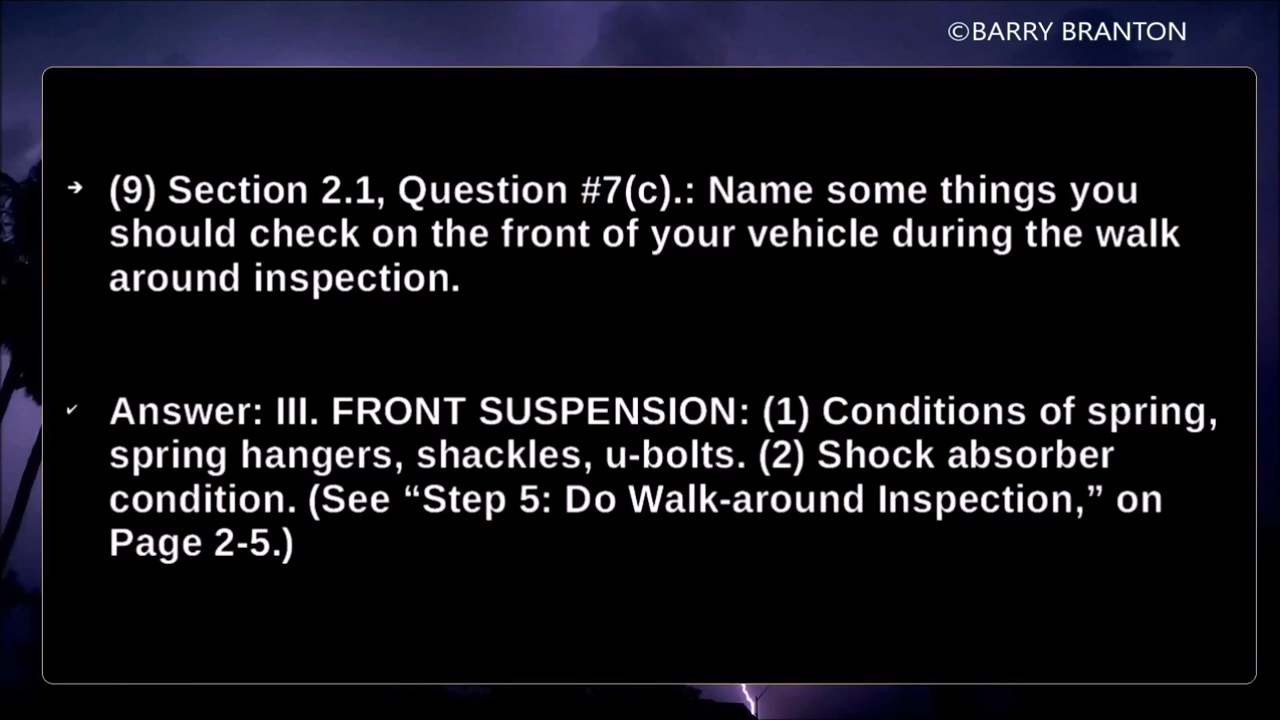 ©BARRY BRANTON
➔ (9) Section 2.1, Question #7(c).: Name some things you
should check on the front of your vehicle during the walk
around inspection.
✓ Answer: III. FRONT SUSPENSION: (1) Conditions of spring,
spring hangers, shackles, u-bolts. (2) Shock absorber
condition. (See “Step 5: Do Walk-around Inspection,” on
Page 2-5.)